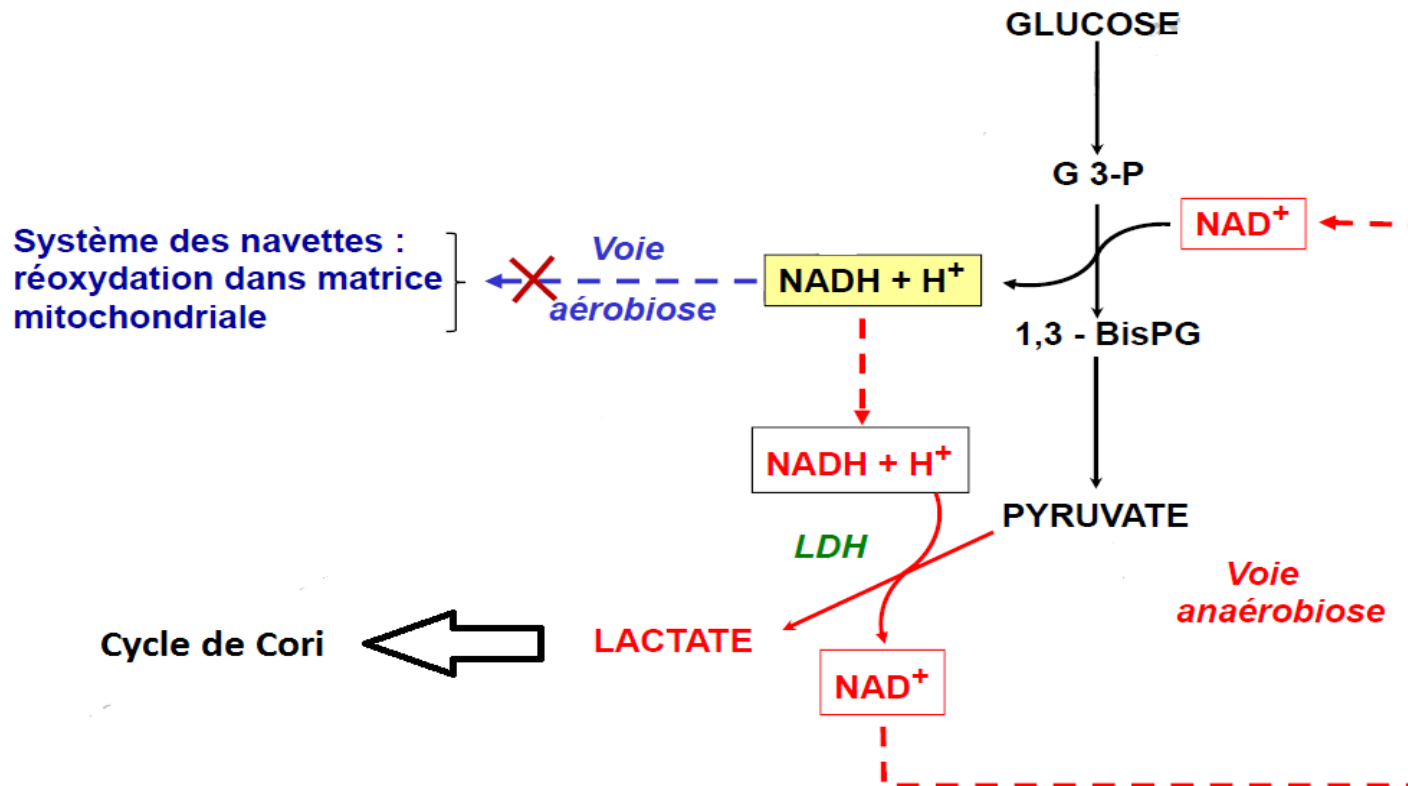 GLUCOSE
G 3-P
NAD+
Système des navettes :
réoxydation dans matrice
mitochondriale
Voie
aérobiose
NADH + H+
1,3 - BisPG
NADH + H+
PYRUVATE
LDH
Voie
anaérobiose
Cycle de Cori
LACTATE
NAD+